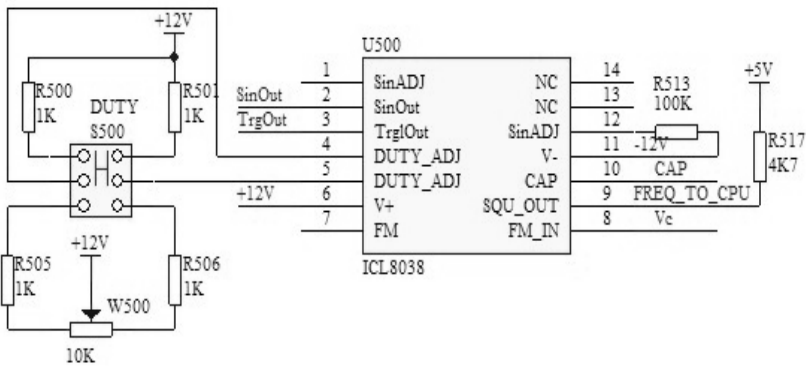 +12V
R500
1K
R501
1K
DUTY
S500
+12V
R505
1K
R506
1K
W500
10K
U500
SinOut
TrgOut
+12V
1
2
3
4
5
6
7
SinADJ
SinOut
TrglOut
DUTY_ADJ
DUTY_ADJ
V+
FM
NC
NC
SinADJ
V-
CAP
SQU_OUT
FM_IN
14
13
12
11
10
9
8
ICL8038
R513
100K
-12V
CAP
FREQ_TO_CPU
Vc
+5V
R517
4K7